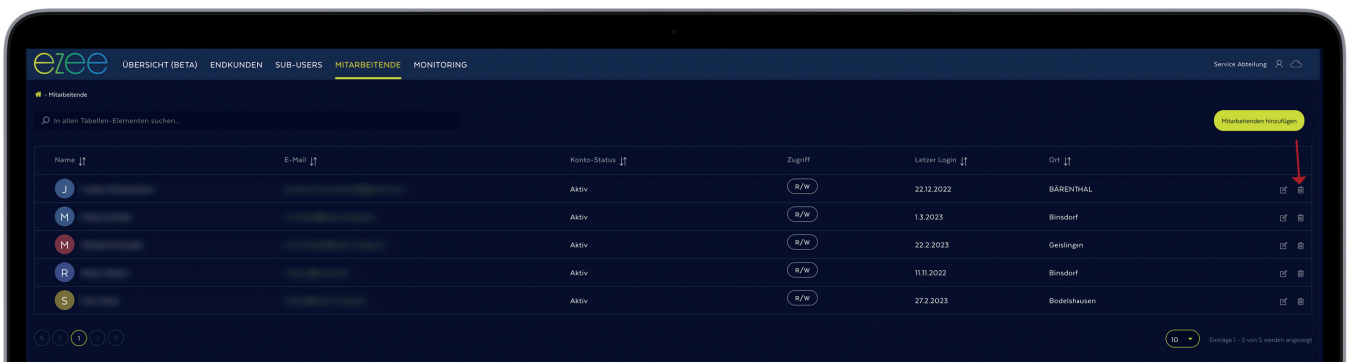 ezee ÜBERSICHT (BETA) ENDKUNDEN SUB-USERS MITARBEITENDE MONITORING Service Abteilung
- Mitarbeitende
In allen Tabellen-Elementen suchen... Mitarbeitenden hinzufügen
Name E-Mail Konto-Status Zugriff Letzer Login Ort
J Aktiv R/W 22.12.2022 BÄRENTHAL
M Aktiv R/W 1.3.2023 Binsdorf
M Aktiv R/W 22.2.2023 Geislingen
R Aktiv R/W 11.11.2022 Binsdorf
S Aktiv R/W 27.2.2023 Bodelshausen
1 10 Einträge 1 - 5 von 5 werden angezeigt